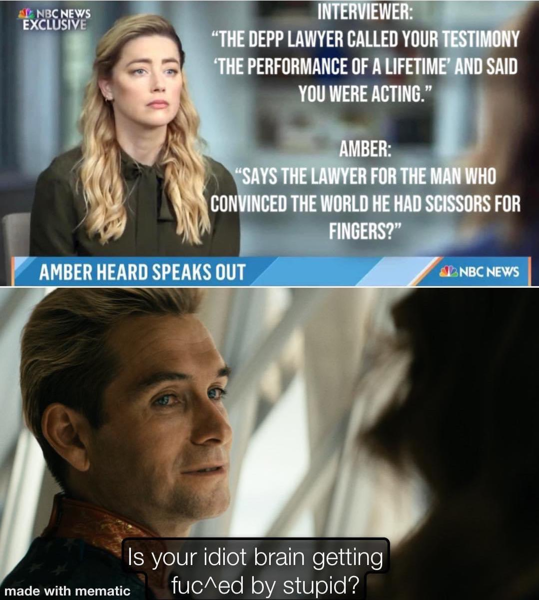 NBC NEWS
EXCLUSIVE
INTERVIEWER:
"THE DEPP LAWYER CALLED YOUR TESTIMONY
'THE PERFORMANCE OF A LIFETIME' AND SAID
YOU WERE ACTING."
AMBER:
"SAYS THE LAWYER FOR THE MAN WHO
CONVINCED THE WORLD HE HAD SCISSORS FOR
FINGERS?"
AMBER HEARD SPEAKS OUT
NBC NEWS
Is your idiot brain getting
fuc^ed by stupid?
made with mematic